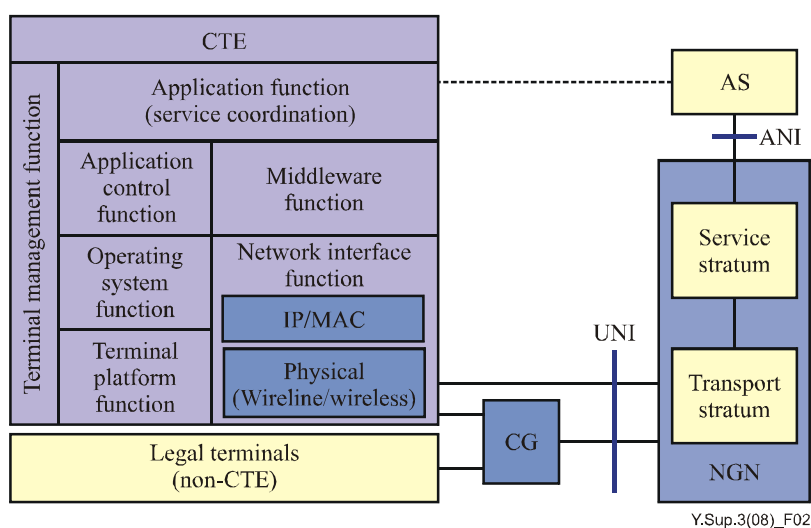 CTE
Terminal management function
Application function
(service coordination)
Application
control
function
Middleware
function
Operating
system
function
Network interface
function
IP/MAC
Terminal
platform
function
Physical
(Wireline/wireless)
Legal terminals
(non-CTE)
CG
UNI
AS
ANI
Service
stratum
Transport
stratum
NGN
Y.Sup.3(08)_F02